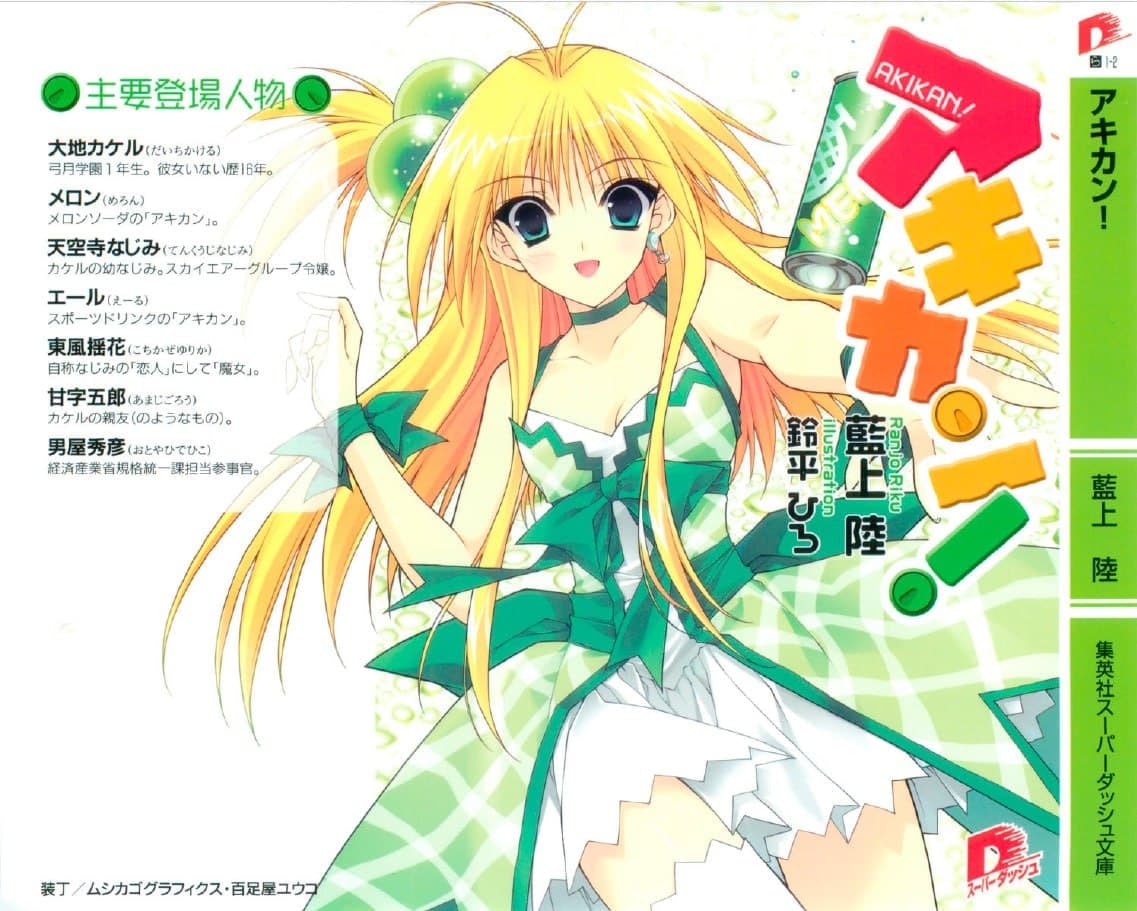 主要登場人物
大地カケル(だいちかける)
弓月学園1年生。彼女いない歴16年。
メロン(めろん)
メロンソーダの「アキカン」。
天空寺なじみ(てんくうじなじみ)
カケルの幼なじみ。スカイエアーグループ令嬢。
エール(えーる)
スポーツドリンクの「アキカン」。
東風揺花(こちかぜゆりか)
自称なじみの「恋人」にして「魔女」。
甘字五郎(あまじごろう)
カケルの親友(のようなもの)。
男屋秀彦(おとやひでひこ)
経済産業省規格統一課担当参事官。
装丁/ムシカゴグラフィクス・百足屋ユウコ
AKIKAN!
アキカン!
藍上 陸
Ranjo Riku
illustration
鈴平ひろ
D
スーパーダッシュ
D
ら 1-2
アキカン!
藍上 陸
集英社スーパーダッシュ文庫